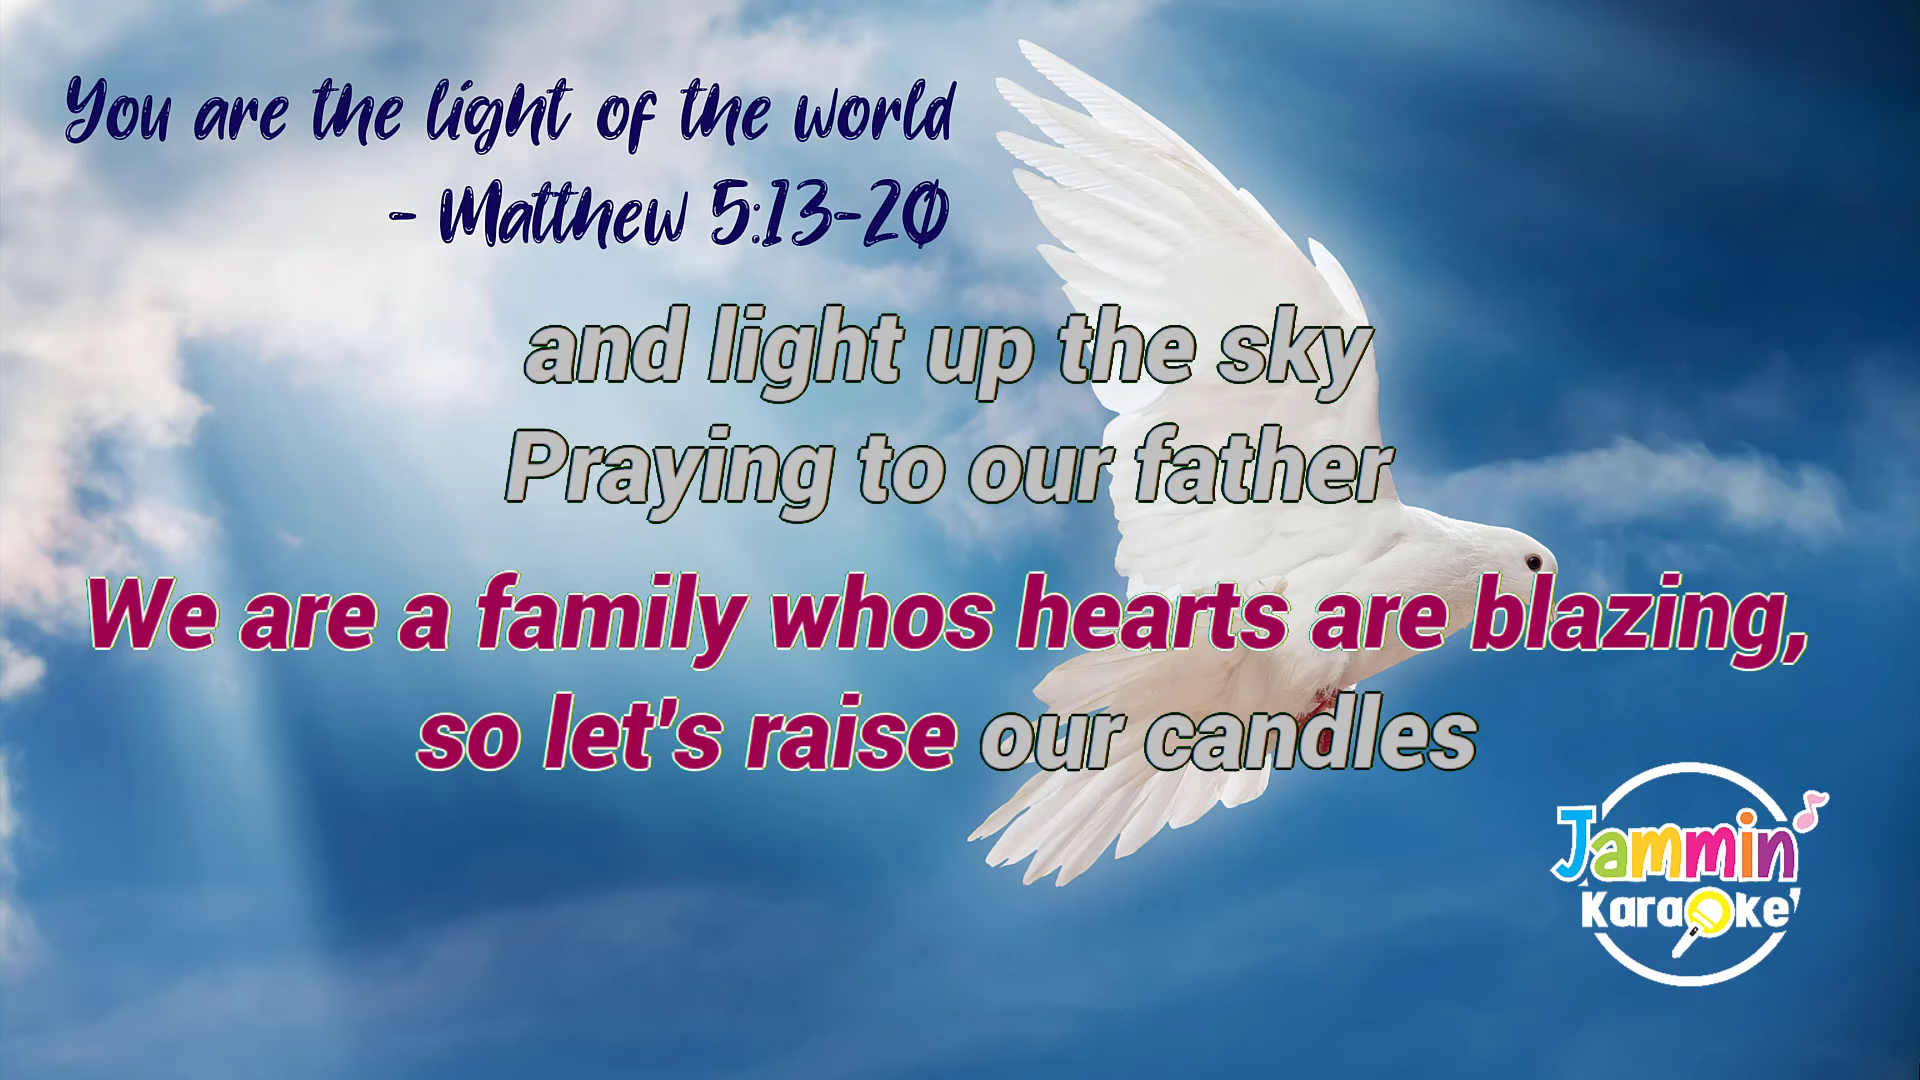 You are the light of the world
- Matthew 5:13-20
and light up the sky
Praying to our father
We are a family whos hearts are blazing,
so let's raise our candles
Jammin'
Karaoke